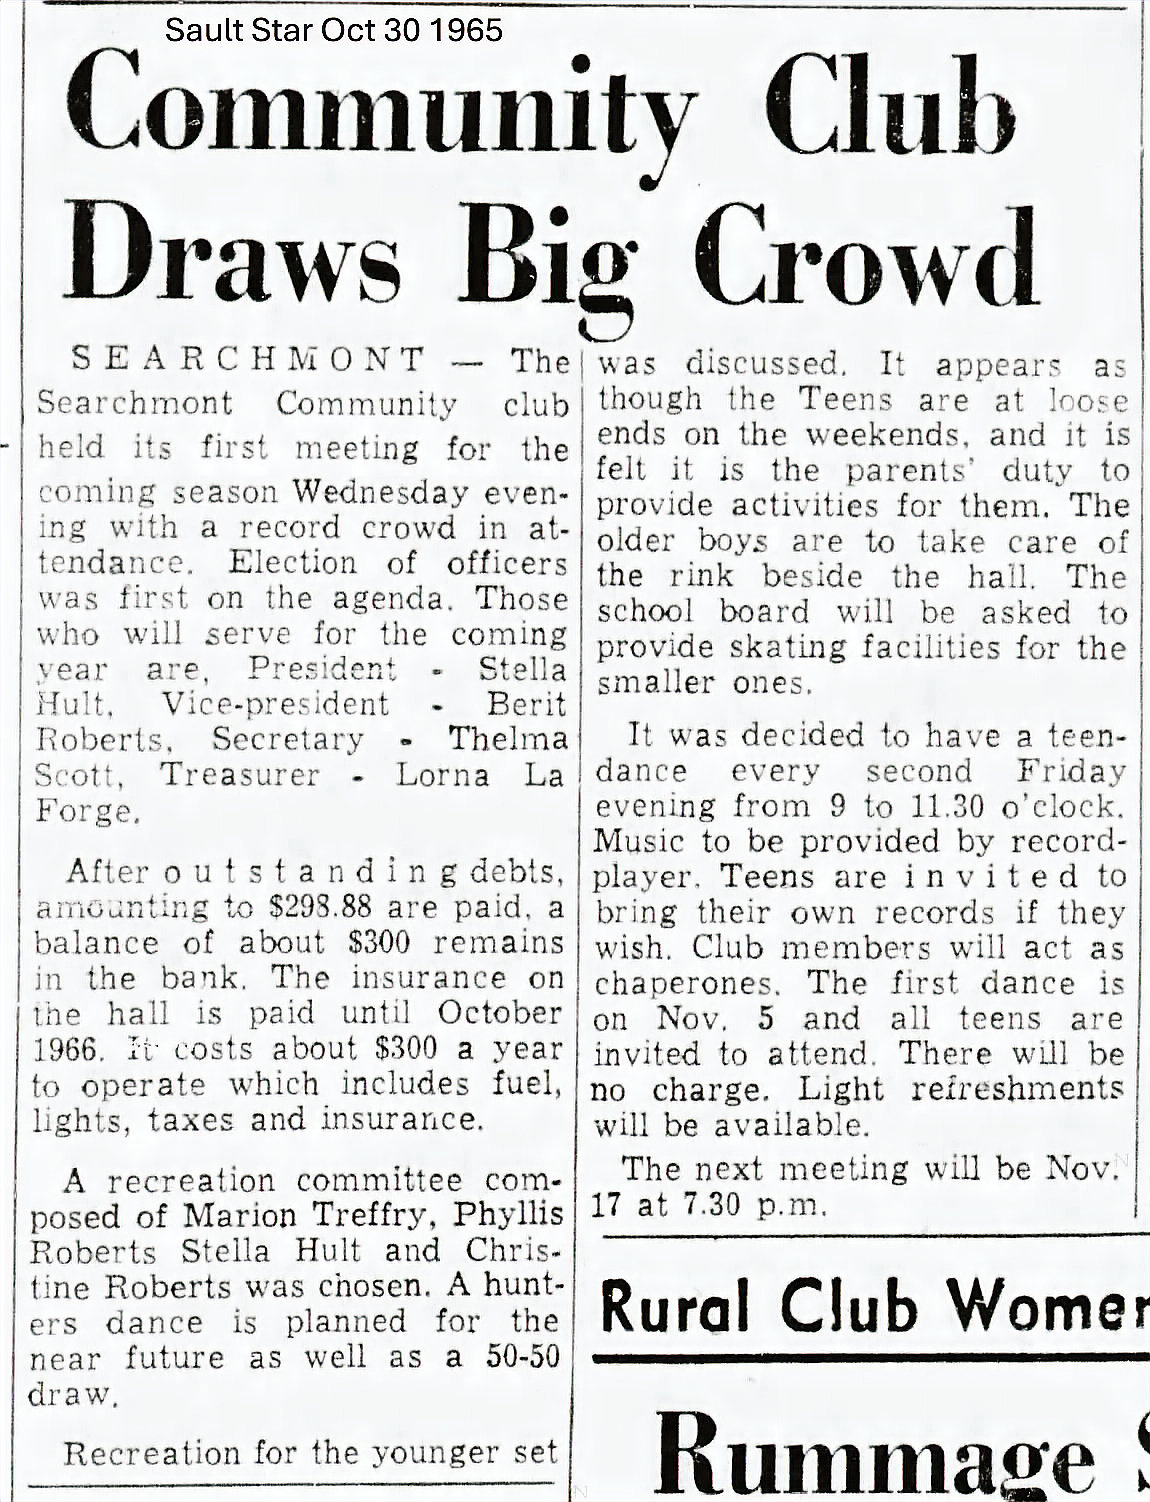 Sault Star Oct 30 1965
Community Club
Draws Big Crowd
SEARCHMONT — The
Searchmont Community club
held its first meeting for the
coming season Wednesday even-
ing with a record crowd in at-
tendance. Election of officers
was first on the agenda. Those
who will serve for the coming
year are, President - Stella
Hult, Vice-president - Berit
Roberts, Secretary - Thelma
Scott, Treasurer - Lorna La
Forge.
After outstanding debts,
amounting to $298.88 are paid, a
balance of about $300 remains
in the bank. The insurance on
the hall is paid until October
1966. It costs about $300 a year
to operate which includes fuel,
lights, taxes and insurance.
A recreation committee com-
posed of Marion Treffry, Phyllis
Roberts Stella Hult and Chris-
tine Roberts was chosen. A hunt-
ers dance is planned for the
near future as well as a 50-50
draw.
Recreation for the younger set
was discussed. It appears as
though the Teens are at loose
ends on the weekends, and it is
felt it is the parents' duty to
provide activities for them. The
older boys are to take care of
the rink beside the hall. The
school board will be asked to
provide skating facilities for the
smaller ones.
It was decided to have a teen-
dance every second Friday
evening from 9 to 11.30 o'clock.
Music to be provided by record-
player. Teens are invited to
bring their own records if they
wish. Club members will act as
chaperones. The first dance is
on Nov. 5 and all teens are
invited to attend. There will be
no charge. Light refreshments
will be available.
The next meeting will be Nov.
17 at 7.30 p.m.
Rural Club Women
Rummage S